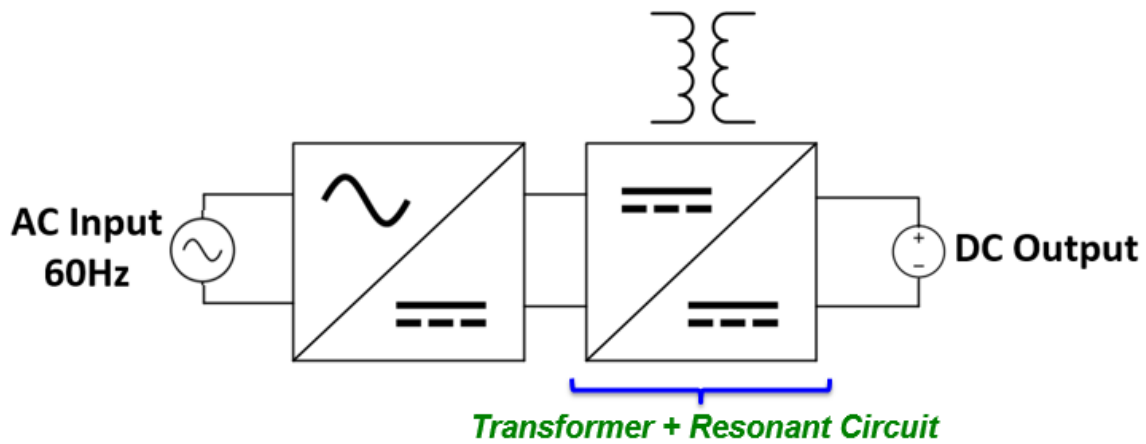 AC Input
60Hz
+
−
DC Output
Transformer + Resonant Circuit